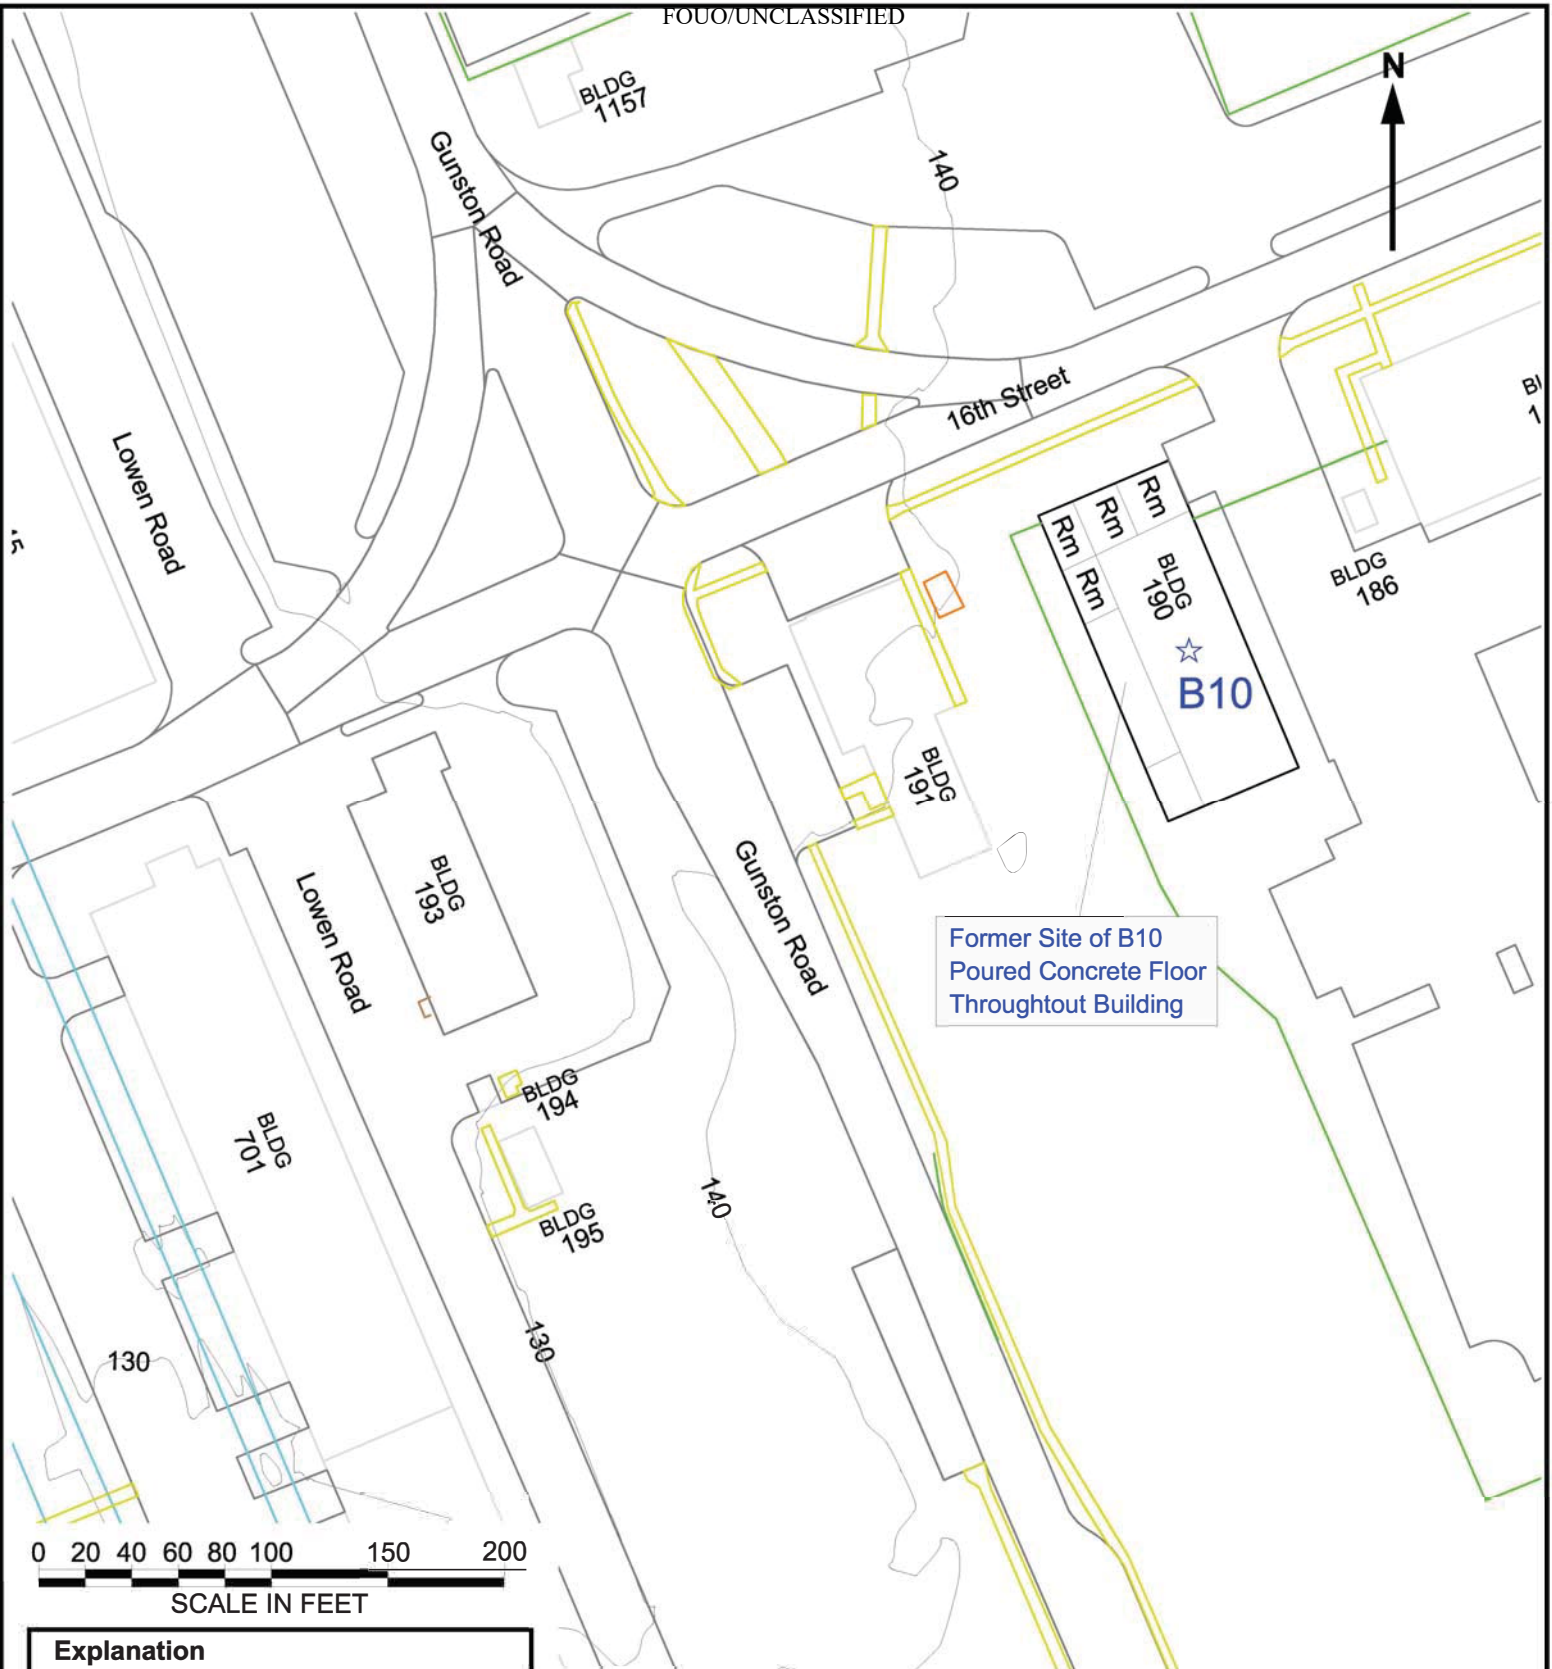 FOUO/UNCLASSIFIED
N
BLDG
1157
Gunston Road
140
16th Street
Lowen Road
Rm
Rm
Rm
Rm
BLDG
190
B10
BLDG
186
BLDG
191
BLDG
193
Lowen Road
Gunston Road
Former Site of B10
Poured Concrete Floor
Throughtout Building
BLDG
194
BLDG
701
BLDG
195
140
130
130
0 20 40 60 80 100 150 200
SCALE IN FEET
Explanation